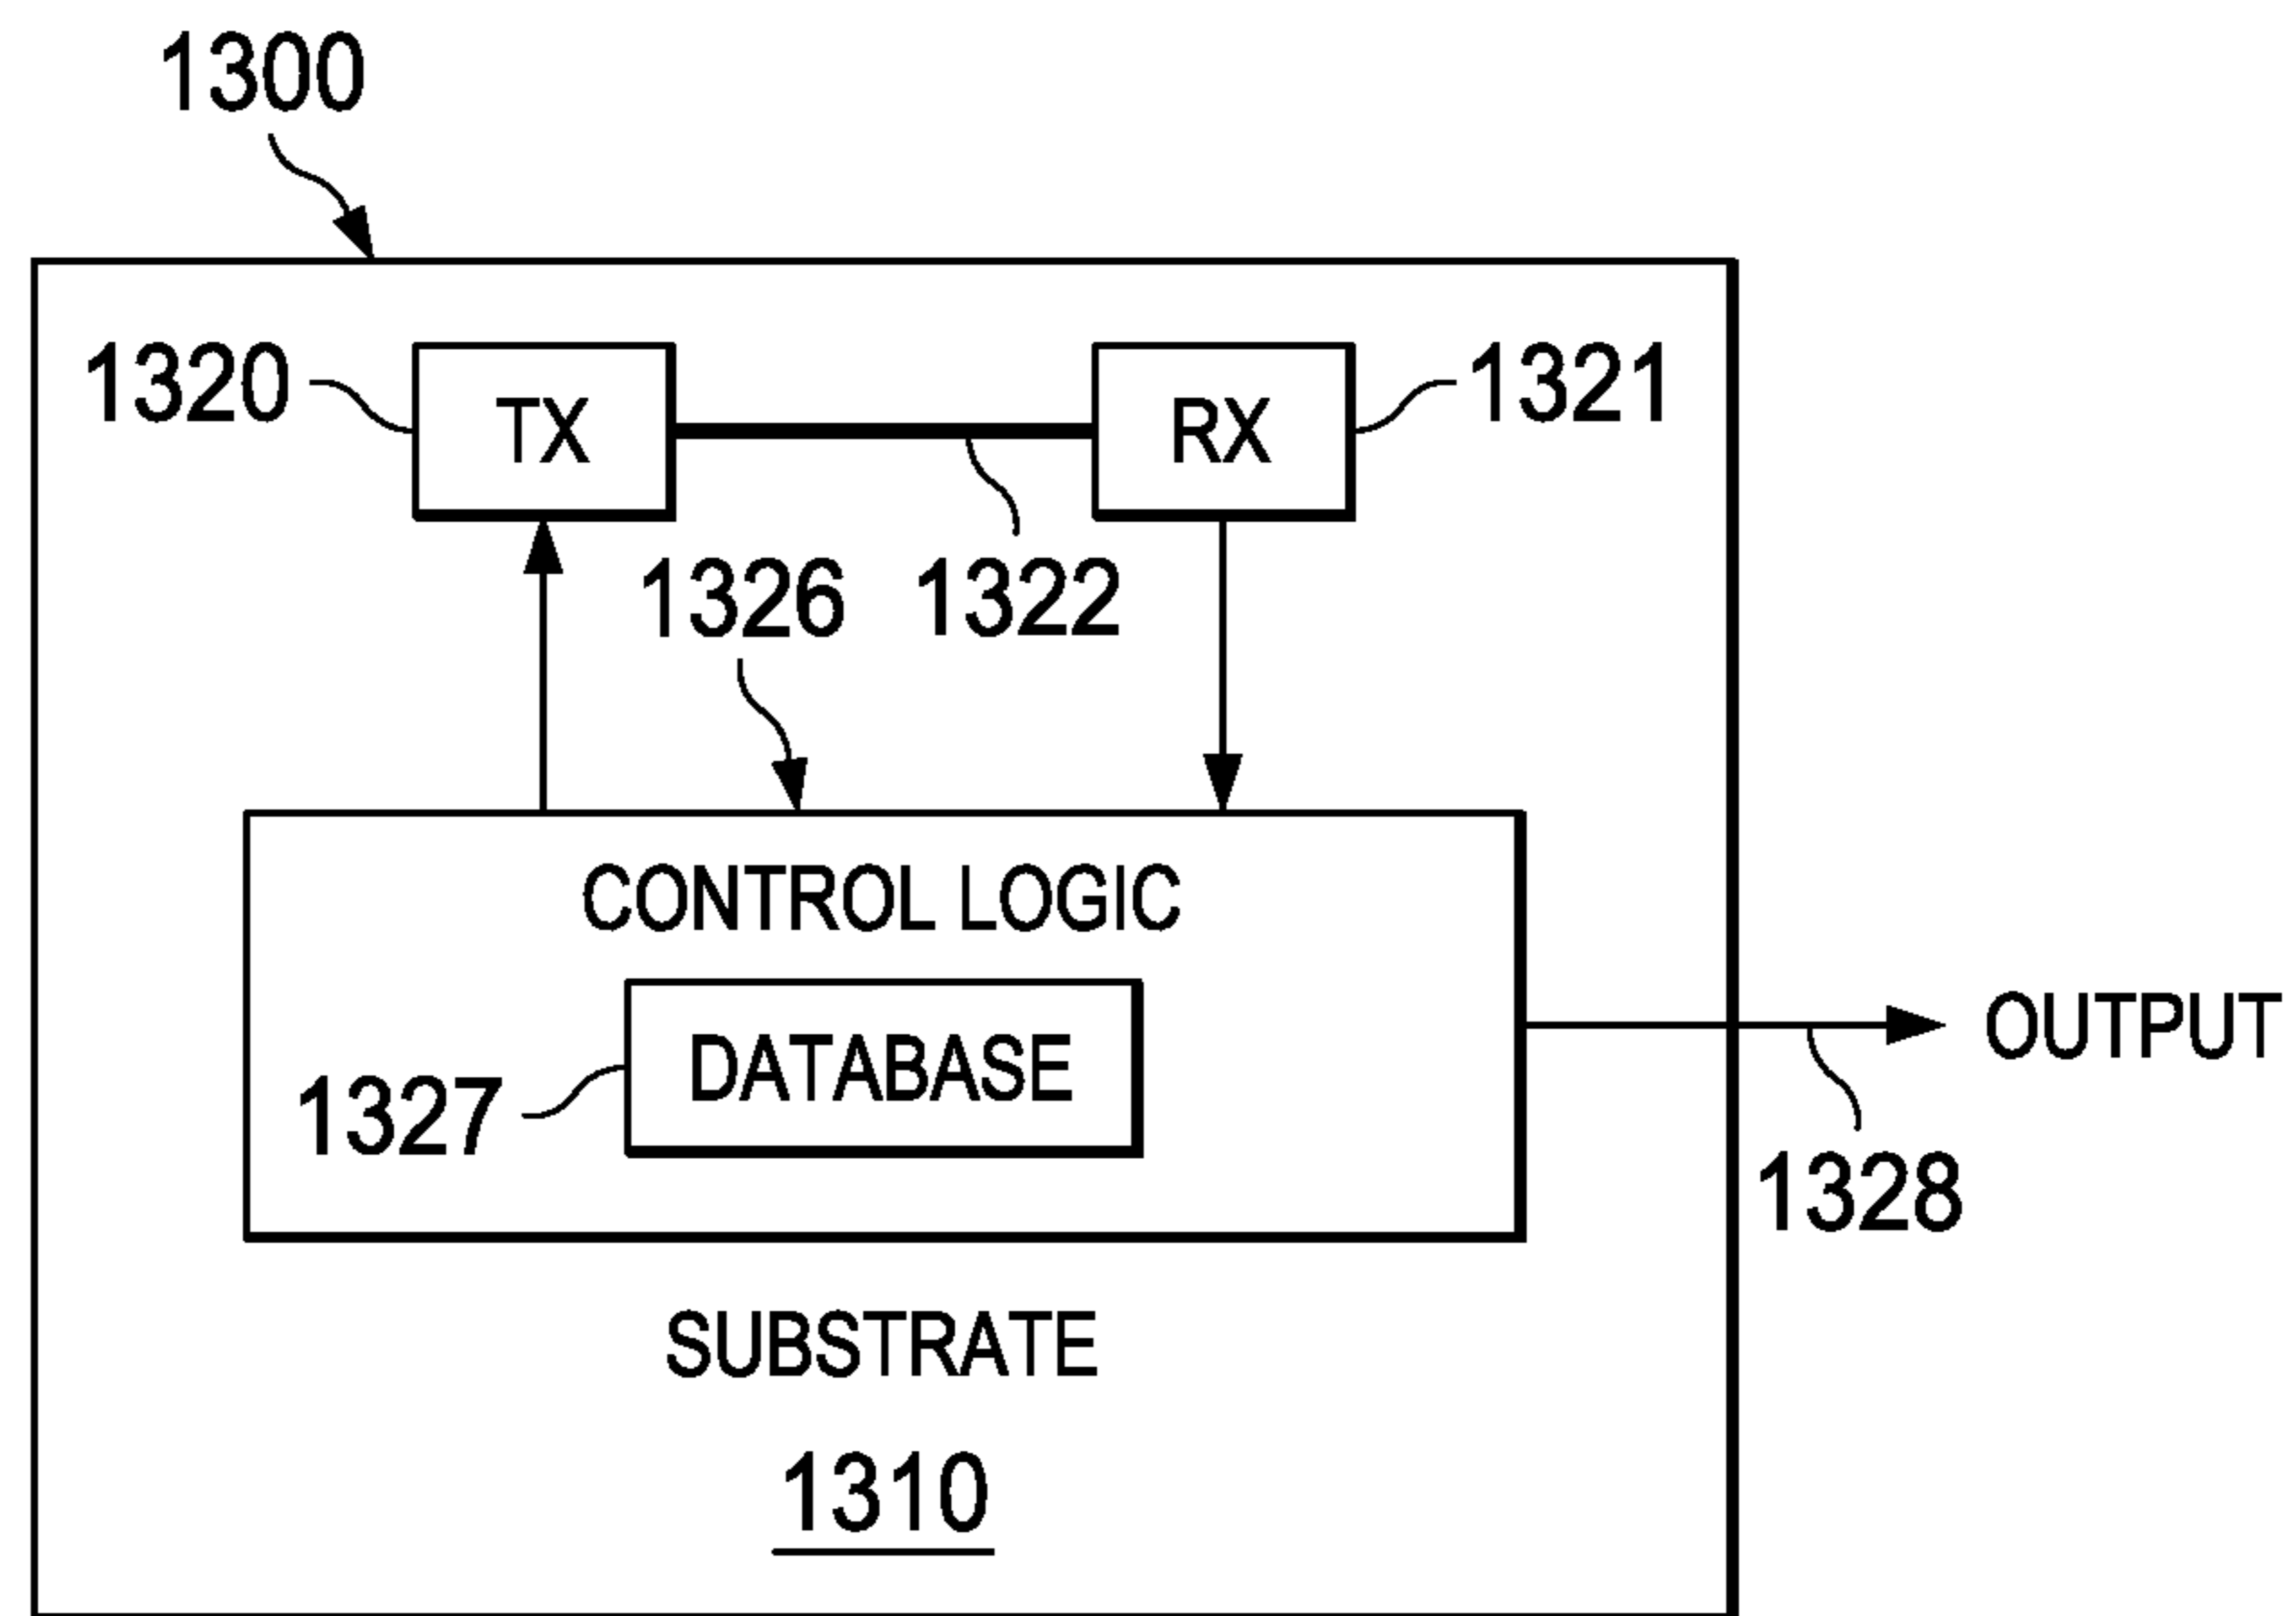 1300
1320
TX
RX
1321
1326
1322
CONTROL LOGIC
DATABASE
1327
OUTPUT
1328
SUBSTRATE
1310